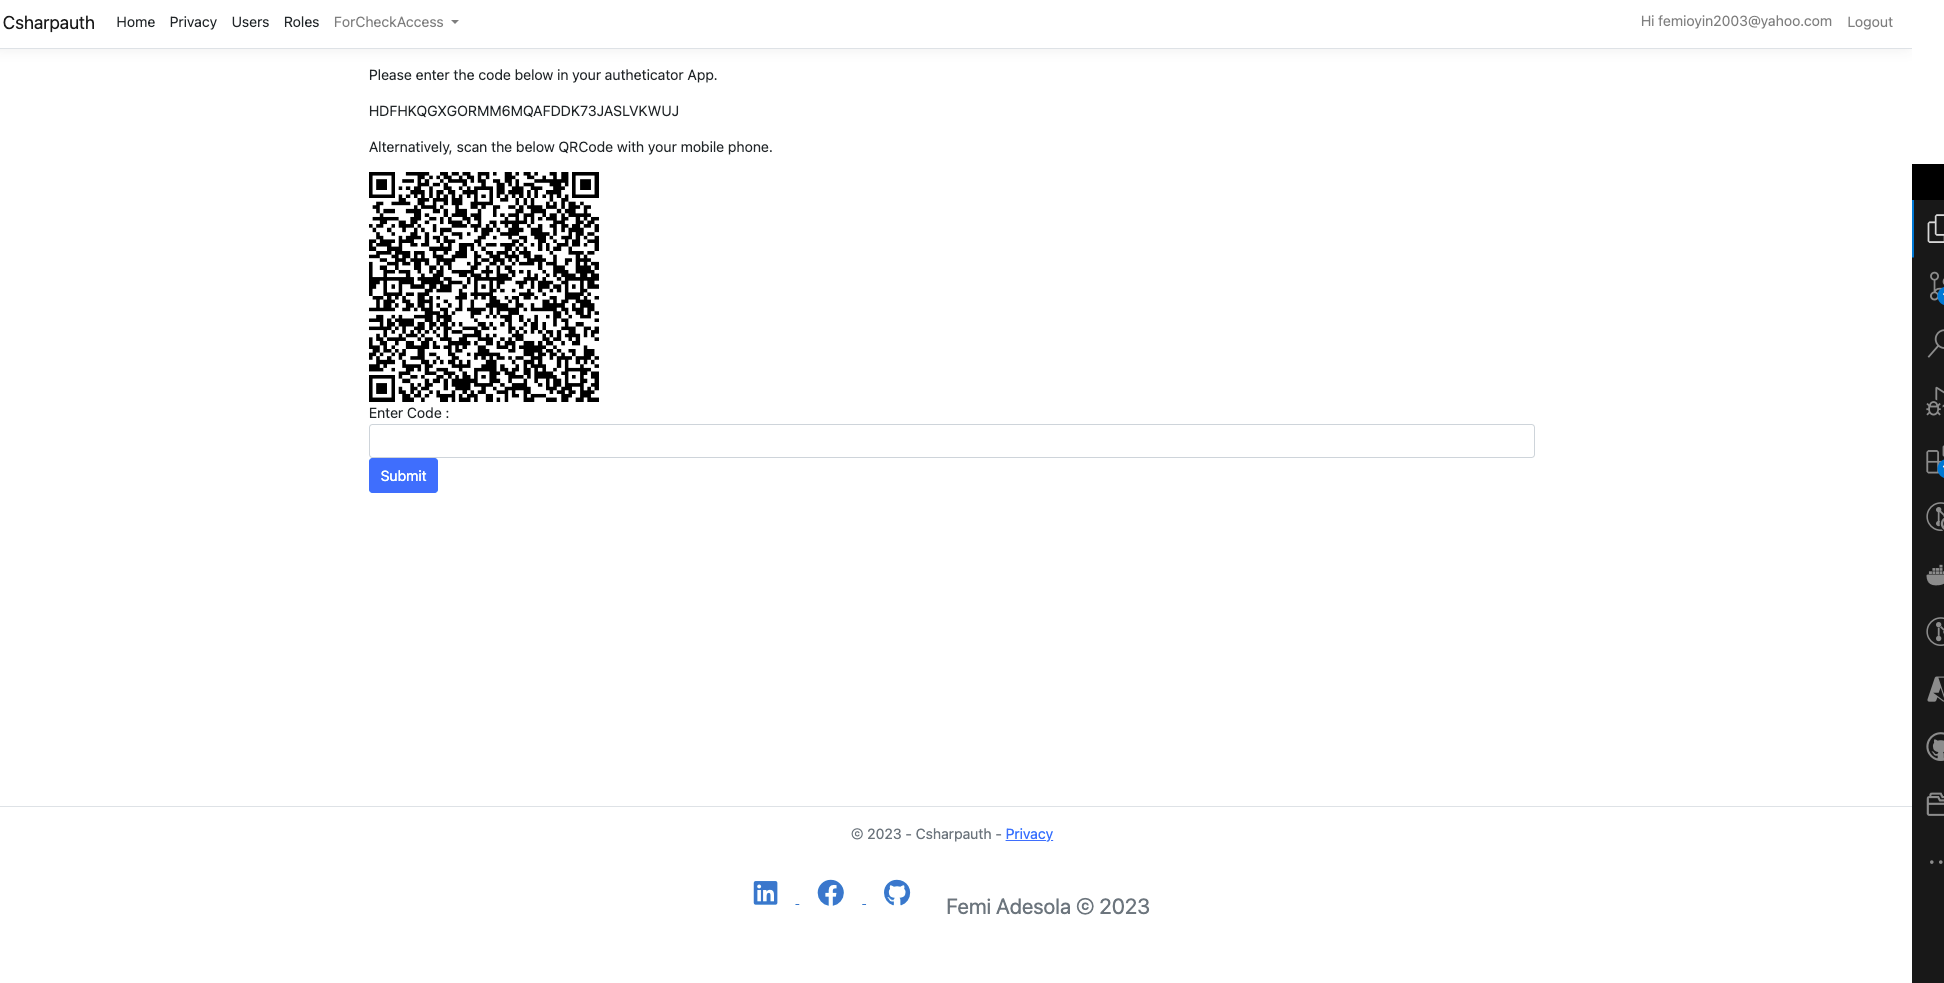 Csharpauth Home Privacy Users Roles ForCheckAccess Hi femioyin2003@yahoo.com Logout
Please enter the code below in your autheticator App.
HDFHKQGXGORMM6MQAFDDK73JASLVKWUJ
Alternatively, scan the below QRCode with your mobile phone.
Enter Code :
Submit
© 2023 - Csharpauth - Privacy
Femi Adesola © 2023